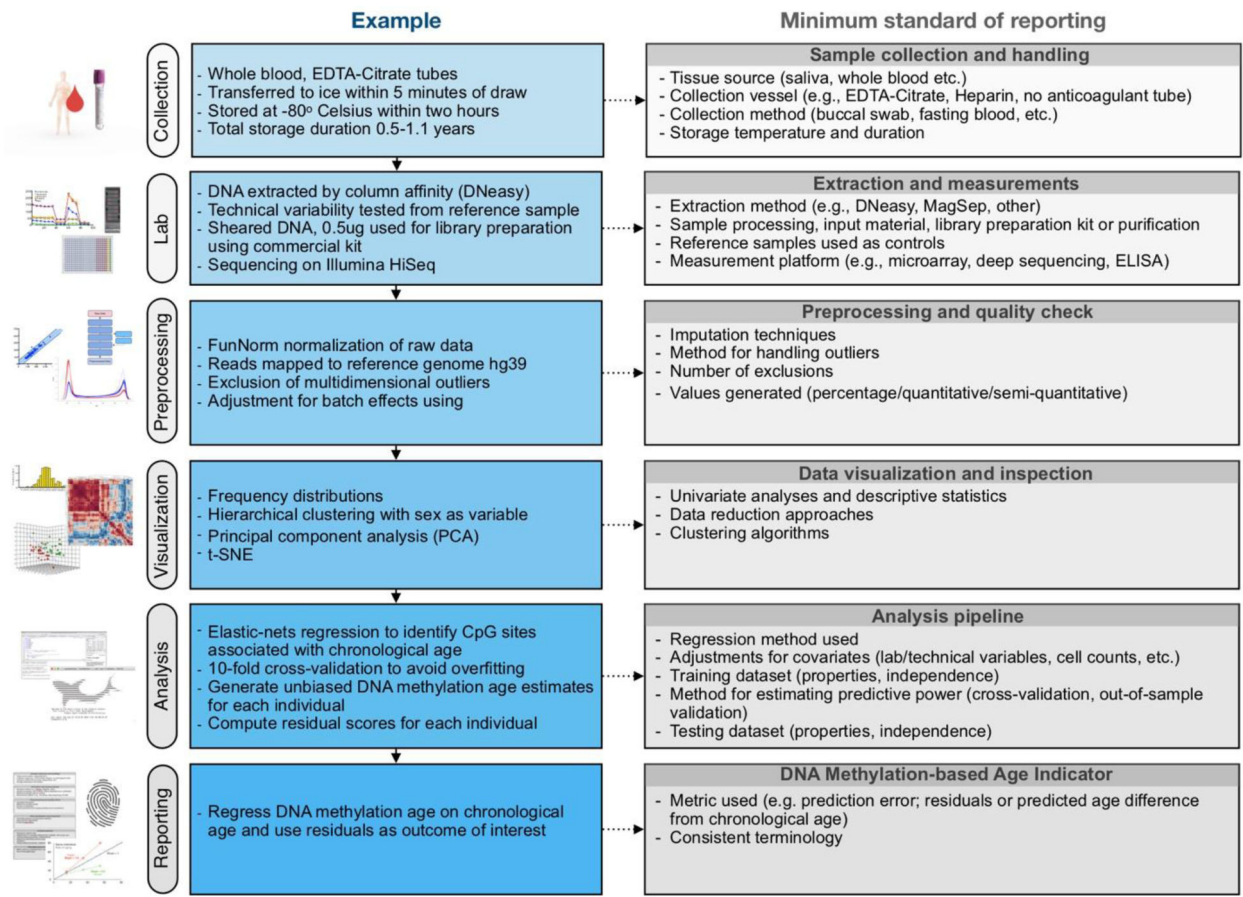 Example
Minimum standard of reporting
Collection
- Whole blood, EDTA-Citrate tubes
- Transferred to ice within 5 minutes of draw
- Stored at -80º Celsius within two hours
- Total storage duration 0.5-1.1 years
Sample collection and handling
- Tissue source (saliva, whole blood etc.)
- Collection vessel (e.g., EDTA-Citrate, Heparin, no anticoagulant tube)
- Collection method (buccal swab, fasting blood, etc.)
- Storage temperature and duration
Lab
- DNA extracted by column affinity (DNeasy)
- Technical variability tested from reference sample
- Sheared DNA, 0.5ug used for library preparation
using commercial kit
- Sequencing on Illumina HiSeq
Extraction and measurements
- Extraction method (e.g., DNeasy, MagSep, other)
- Sample processing, input material, library preparation kit or purification
- Reference samples used as controls
- Measurement platform (e.g., microarray, deep sequencing, ELISA)
Preprocessing
- FunNorm normalization of raw data
- Reads mapped to reference genome hg39
- Exclusion of multidimensional outliers
- Adjustment for batch effects using
Preprocessing and quality check
- Imputation techniques
- Method for handling outliers
- Number of exclusions
- Values generated (percentage/quantitative/semi-quantitative)
Visualization
- Frequency distributions
- Hierarchical clustering with sex as variable
- Principal component analysis (PCA)
- t-SNE
Data visualization and inspection
- Univariate analyses and descriptive statistics
- Data reduction approaches
- Clustering algorithms
Analysis
- Elastic-nets regression to identify CpG sites
associated with chronological age
- 10-fold cross-validation to avoid overfitting
- Generate unbiased DNA methylation age estimates
for each individual
- Compute residual scores for each individual
Analysis pipeline
- Regression method used
- Adjustments for covariates (lab/technical variables, cell counts, etc.)
- Training dataset (properties, independence)
- Method for estimating predictive power (cross-validation, out-of-sample
validation)
- Testing dataset (properties, independence)
Reporting
- Regress DNA methylation age on chronological
age and use residuals as outcome of interest
DNA Methylation-based Age Indicator
- Metric used (e.g. prediction error; residuals or predicted age difference
from chronological age)
- Consistent terminology